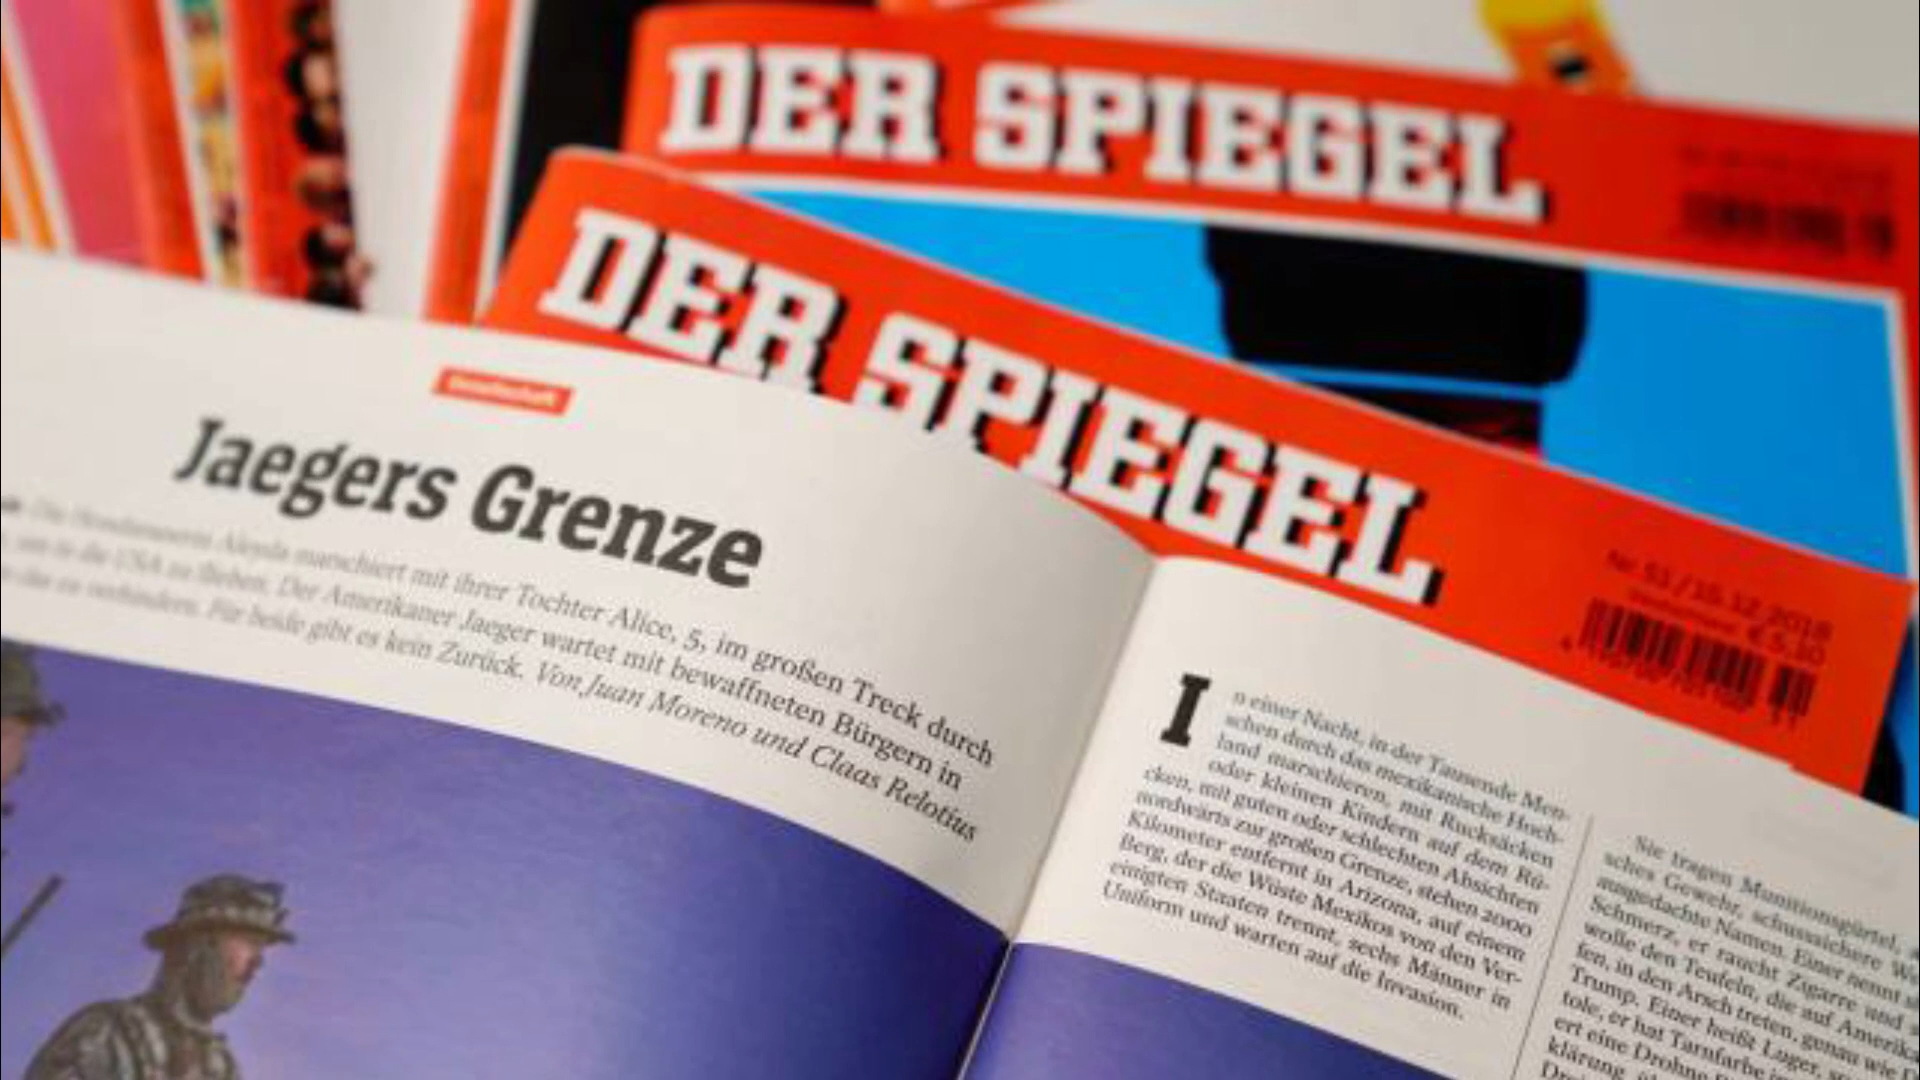 DER SPIEGEL
DER SPIEGEL
Nr. 51/15.12.2018
€ 5,10
Gesellschaft
Jaegers Grenze
marschiert mit ihrer Tochter Alice, 5, im großen Treck durch
um in die USA zu fliehen. Der Amerikaner Jaeger wartet mit bewaffneten Bürgern in
das zu verhindern. Für beide gibt es kein Zurück. Von Juan Moreno und Claas Relotius
In einer Nacht, in der Tausende Men-
schen durch das mexikanische Hoch-
land marschieren, mit Rucksäcken
oder kleinen Kindern auf dem Rü-
cken, mit guten oder schlechten Absichten
nordwärts zur großen Grenze, stehen 2000
Kilometer entfernt in Arizona, auf einem
Berg, der die Wüste Mexikos von den Ver-
einigten Staaten trennt, sechs Männer in
Uniform und warten auf die Invasion.
Sie tragen Munitionsgürtel,
sches Gewehr, schusssichere
ausgedachte Namen. Einer nennt
Schmerz, er raucht Zigarre und
wolle den Teufeln, die auf Amerika
fen, in den Arsch treten, genau wie
Trump. Einer heißt Luger,
tole, er hat Tarnfarbe
ert eine Drohne
klärung,